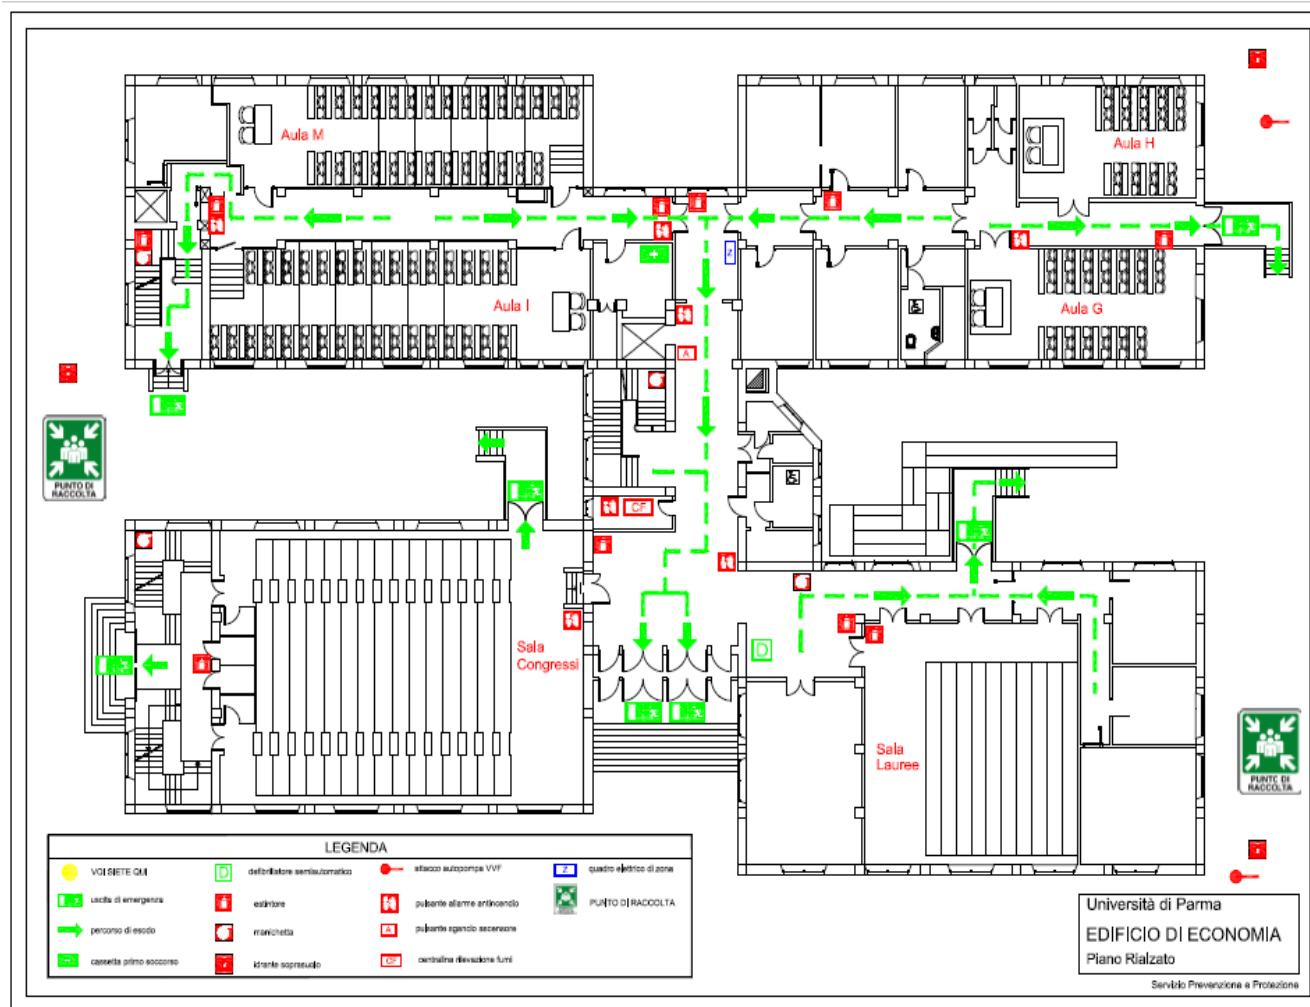 Aula M
Aula H
Aula I
Aula G
Z
A
CF
D
PUNTO DI
RACCOLTA
Sala
Congressi
Sala
Lauree
PUNTO DI
RACCOLTA
LEGENDA
VOI SIETE QUI
D
defibrillatore semiautomatico
attacco autopompa VVF
Z
quadro elettrico di zona
uscita di emergenza
estintore
pulsante allarme antincendio
PUNTO DI RACCOLTA
percorso di esodo
manichetta
A
pulsante sgancio ascensore
cassetta primo soccorso
idrante soprasuolo
CF
centralina rilevazione fumi
Università di Parma
EDIFICIO DI ECONOMIA
Piano Rialzato
Servizio Prevenzione e Protezione